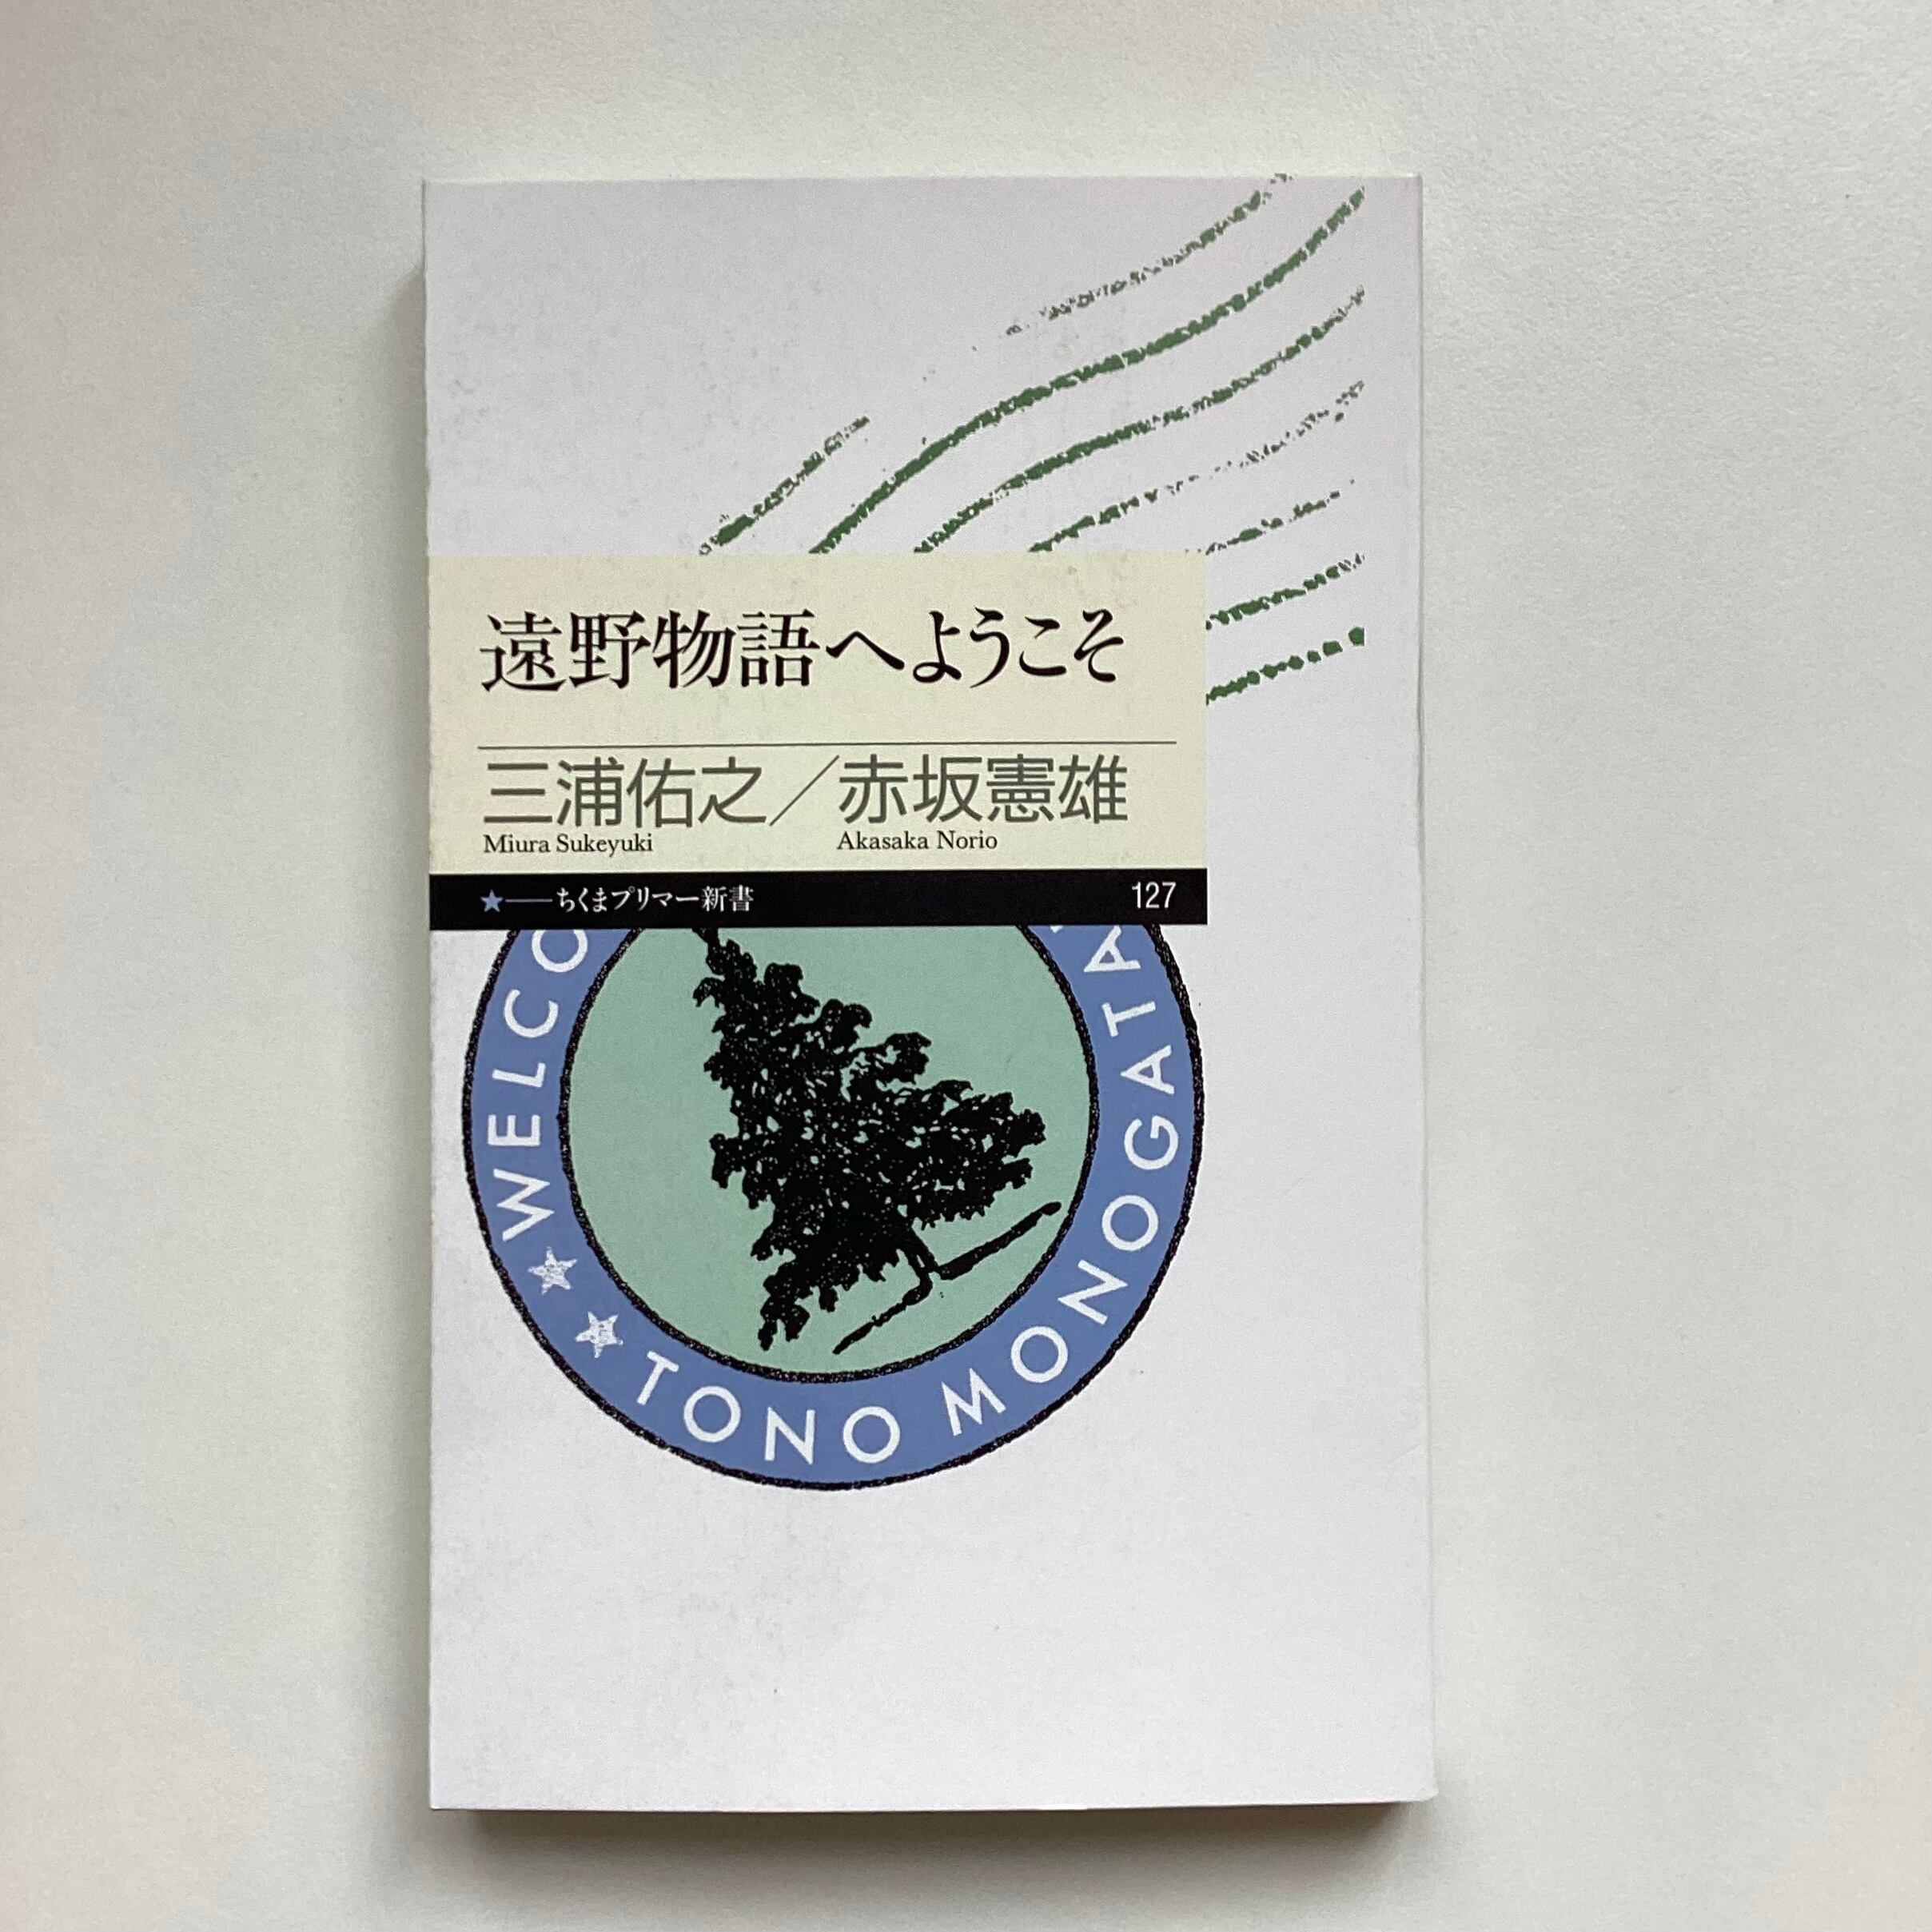 遠野物語へようこそ
三浦佑之／赤坂憲雄
Miura Sukeyuki Akasaka Norio
★──ちくまプリマー新書 127
WELCO
TONO MONOGATA